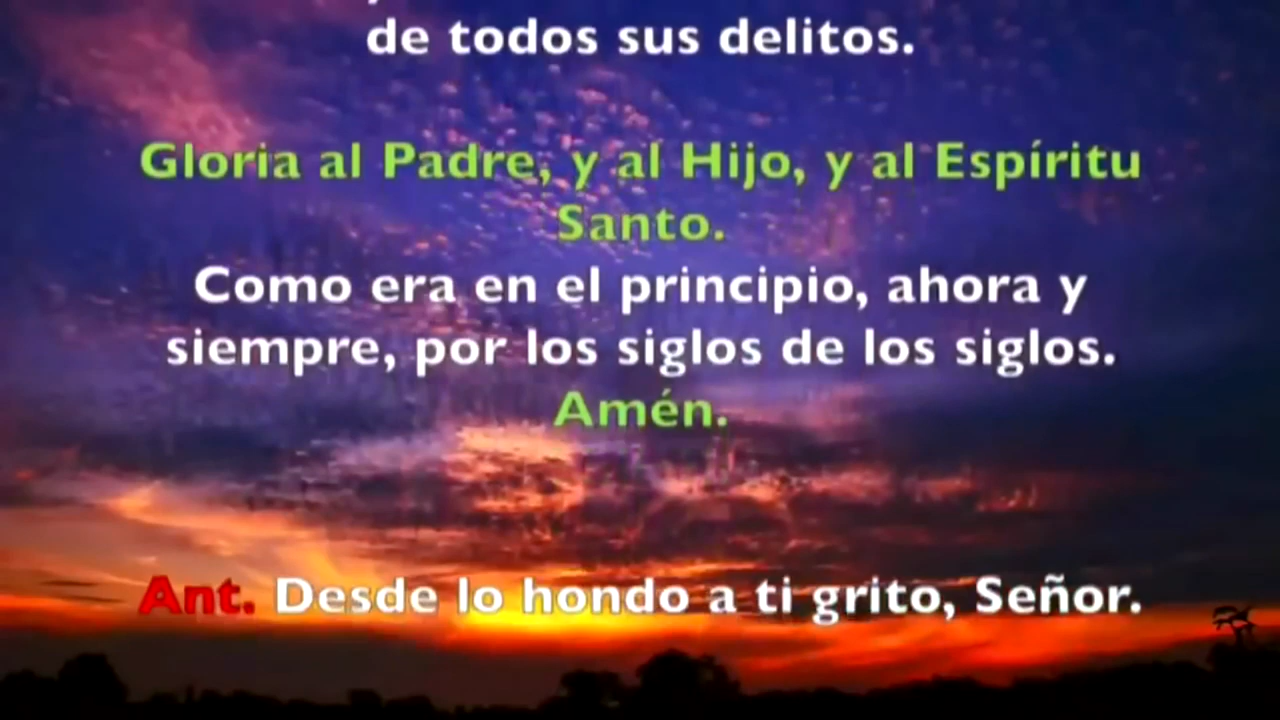 de todos sus delitos.
Gloria al Padre, y al Hijo, y al Espíritu
Santo.
Como era en el principio, ahora y
siempre, por los siglos de los siglos.
Amén.
Ant. Desde lo hondo a ti grito, Señor.